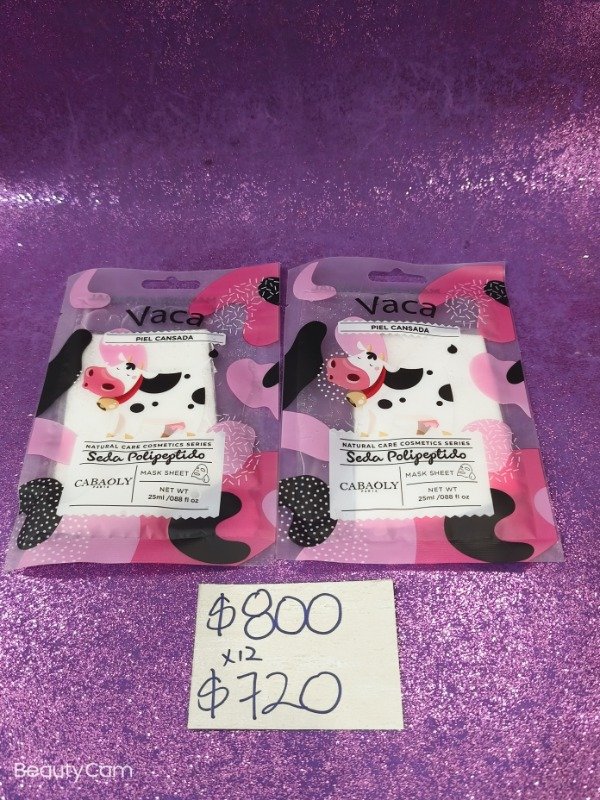 Vaca
PIEL CANSADA
NATURAL CARE COSMETICS SERIES
Seda Polipeptido
CABAOLY
PARIS
MASK SHEET
NET WT
25ml /088 fl oz
Vaca
PIEL CANSADA
NATURAL CARE COSMETICS SERIES
Seda Polipeptido
CABAOLY
PARIS
MASK SHEET
NET WT
25ml /088 fl oz
$800
x12
$720
BeautyCam